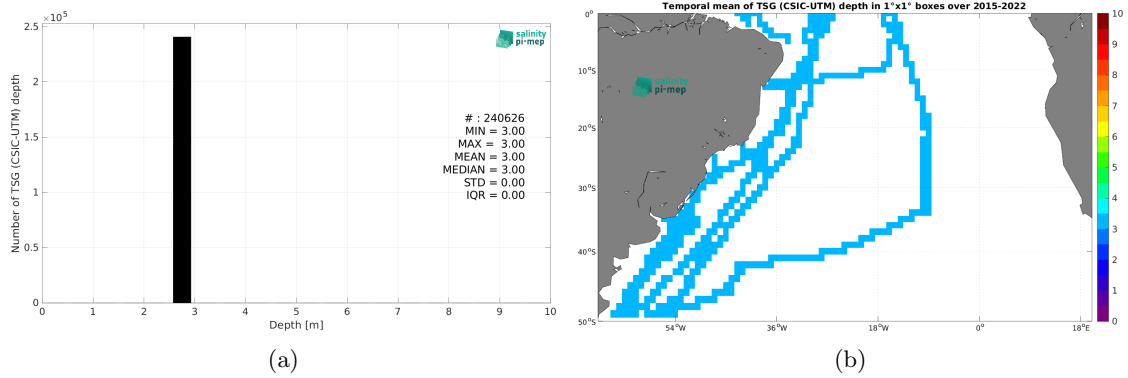 ×10⁵
2.5
2
1.5
1
0.5
0
Number of TSG (CSIC-UTM) depth
salinity
pi-mep
# : 240626
MIN = 3.00
MAX = 3.00
MEAN = 3.00
MEDIAN = 3.00
STD = 0.00
IQR = 0.00
0 1 2 3 4 5 6 7 8 9 10
Depth [m]
(a)
Temporal mean of TSG (CSIC-UTM) depth in 1°x1° boxes over 2015-2022
0°
10°S
20°S
30°S
40°S
50°S
salinity
pi-mep
54°W 36°W 18°W 0° 18°E
10
9
8
7
6
5
4
3
2
1
0
(b)